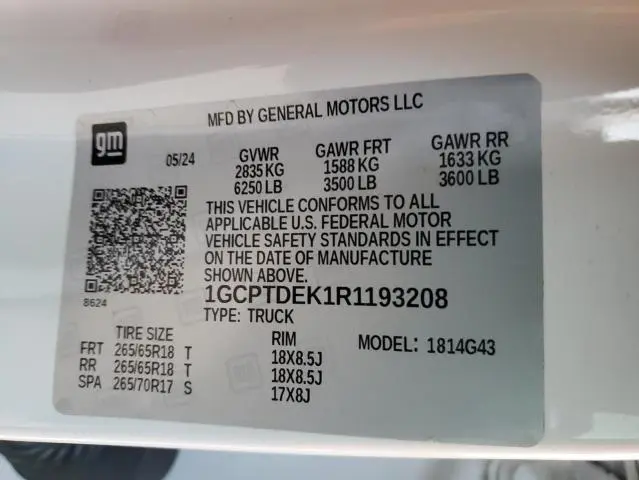 MFD BY GENERAL MOTORS LLC
gm
05/24
GVWR GAWR FRT GAWR RR
2835 KG 1588 KG 1633 KG
6250 LB 3500 LB 3600 LB
THIS VEHICLE CONFORMS TO ALL
APPLICABLE U.S. FEDERAL MOTOR
VEHICLE SAFETY STANDARDS IN EFFECT
ON THE DATE OF MANUFACTURE
SHOWN ABOVE.
8624
1GCPTDEK1R1193208
TYPE: TRUCK
TIRE SIZE RIM MODEL: 1814G43
FRT 265/65R18 T 18X8.5J
RR 265/65R18 T 18X8.5J
SPA 265/70R17 S 17X8J